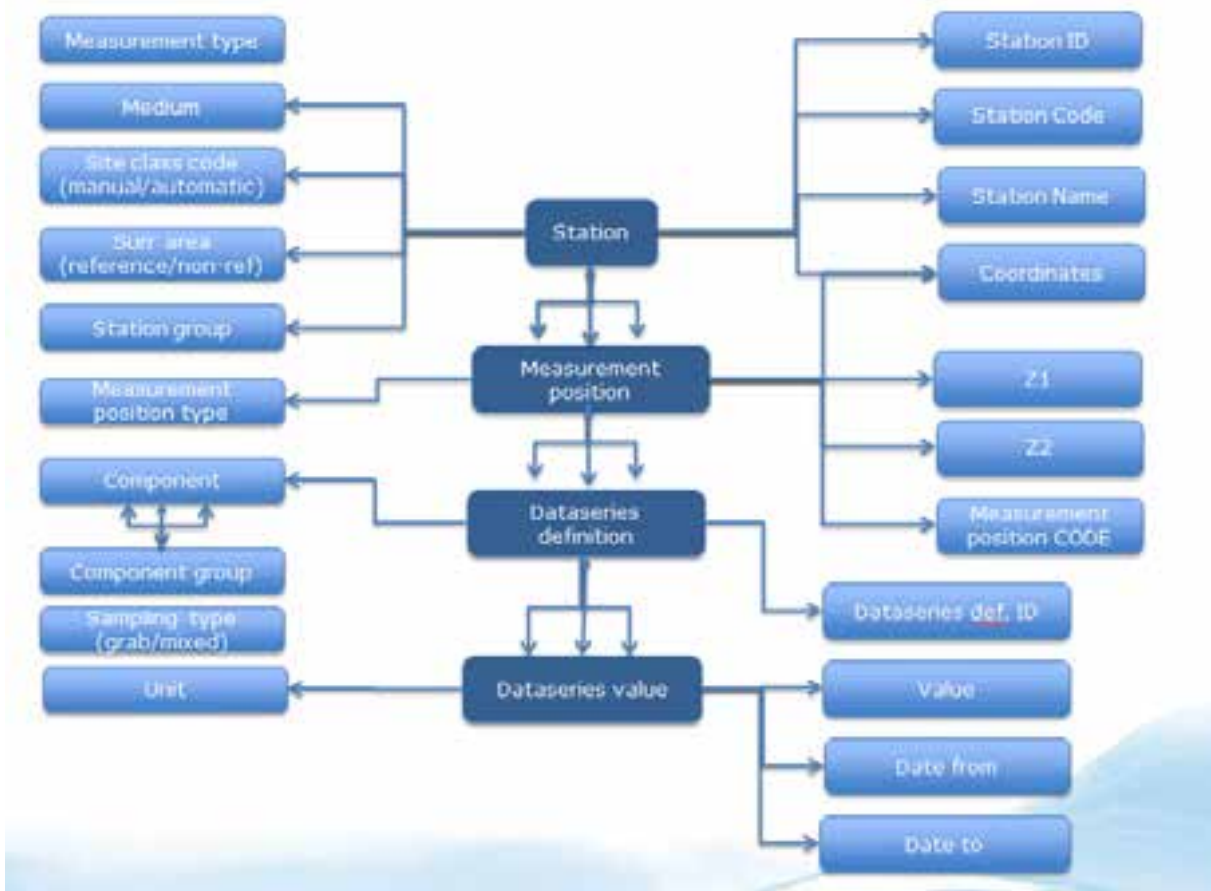 Measurement type
Medium
Site class code
(manual/automatic)
Surr area
(reference/non-ref)
Station group
Measurement
position type
Component
Component group
Sampling type
(grab/mixed)
Unit
Station
Measurement
position
Dataseries
definition
Dataseries value
Station ID
Station Code
Station Name
Coordinates
Z1
Z2
Measurement
position CODE
Dataseries def. ID
Value
Date from
Date to